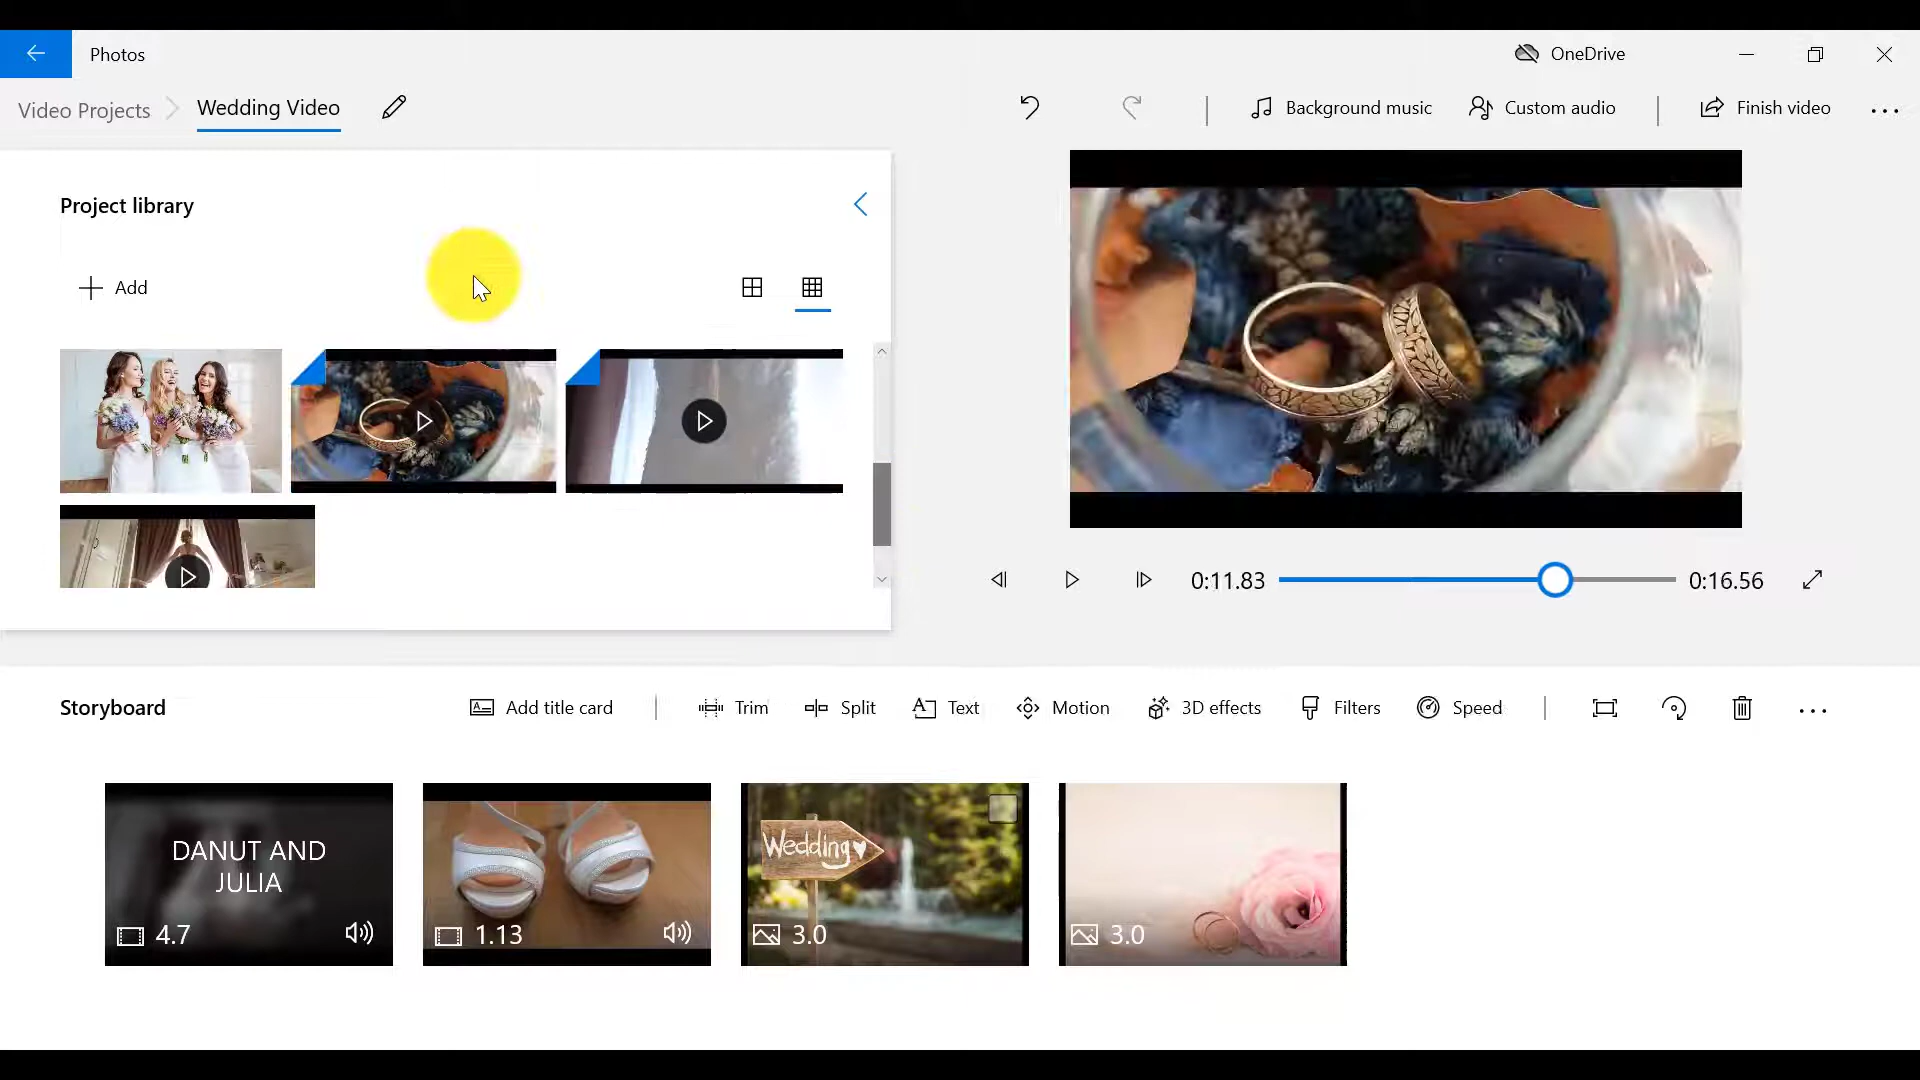 Photos
OneDrive
Video Projects
Wedding Video
Background music
Custom audio
Finish video
Project library
Add
0:11.83
0:16.56
Storyboard
Add title card
Trim
Split
Text
Motion
3D effects
Filters
Speed
DANUT AND
JULIA
4.7
1.13
Wedding
3.0
3.0